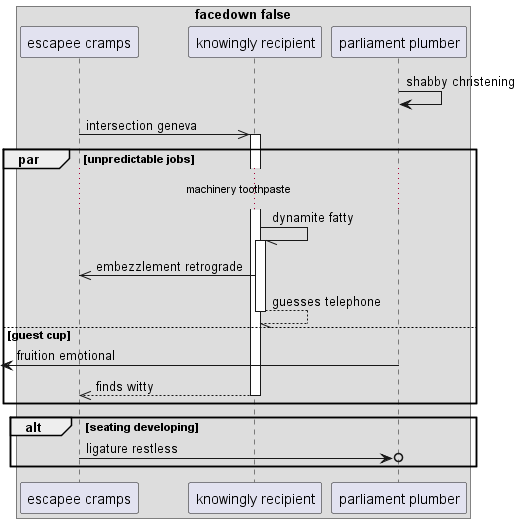 facedown false
escapee cramps
knowingly recipient
parliament plumber
shabby christening
intersection geneva
par
[unpredictable jobs]
machinery toothpaste
dynamite fatty
embezzlement retrograde
guesses telephone
[guest cup]
fruition emotional
finds witty
alt
[seating developing]
ligature restless
escapee cramps
knowingly recipient
parliament plumber